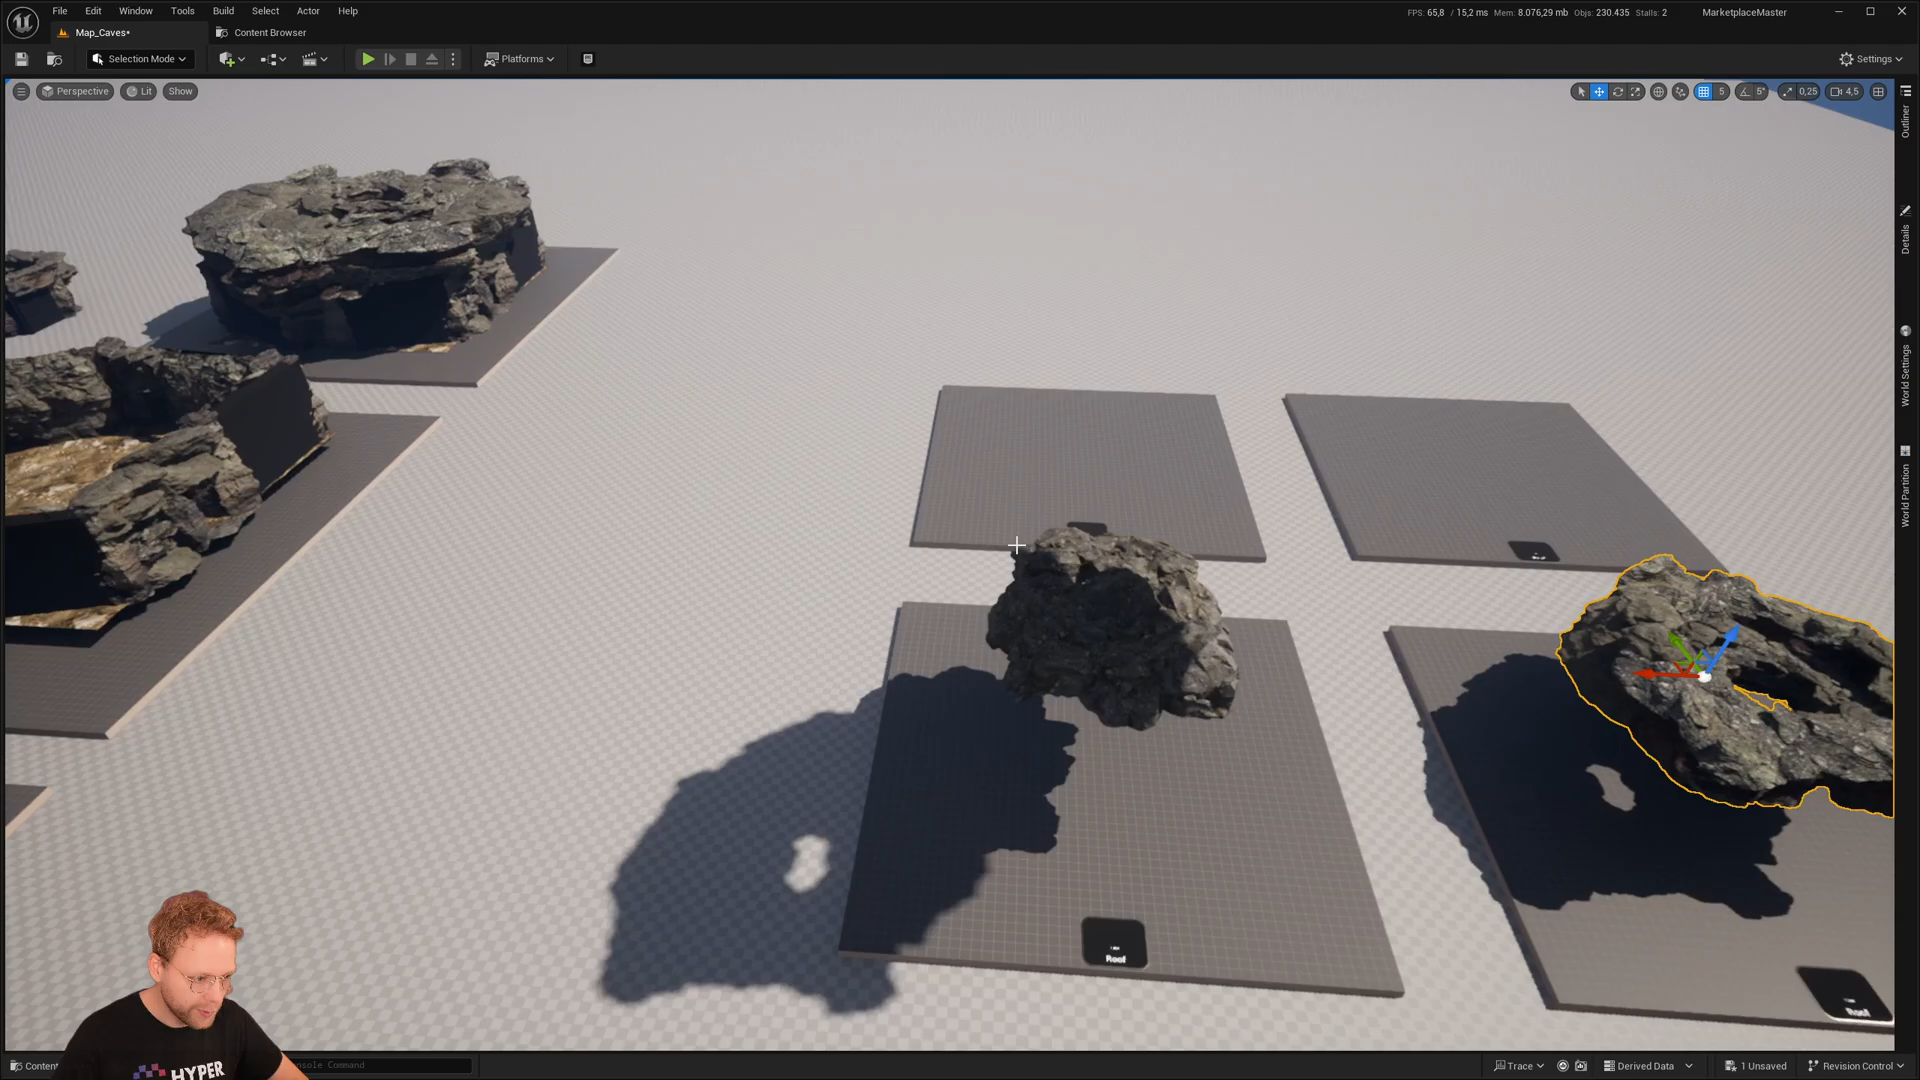 File Edit Window Tools Build Select Actor Help
FPS: 65,8 / 15,2 ms Mem: 8.076,29 mb Objs: 230.435 Stalls: 2
MarketplaceMaster
Map_Caves*
Content Browser
Selection Mode
Platforms
Settings
Perspective
Lit
Show
5
5°
0,25
4,5
Outliner
Details
World Settings
World Partition
Roof
Roof
HYPER
Content
nsole Command
Trace
Derived Data
1 Unsaved
Revision Control